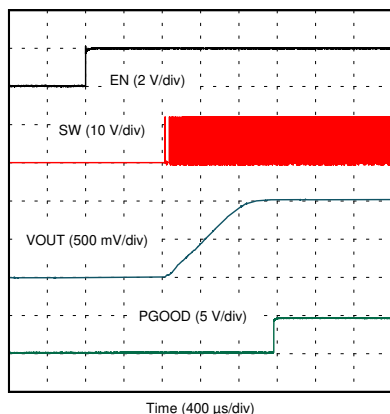 EN (2 V/div)
SW (10 V/div)
VOUT (500 mV/div)
PGOOD (5 V/div)
Time (400 μs/div)